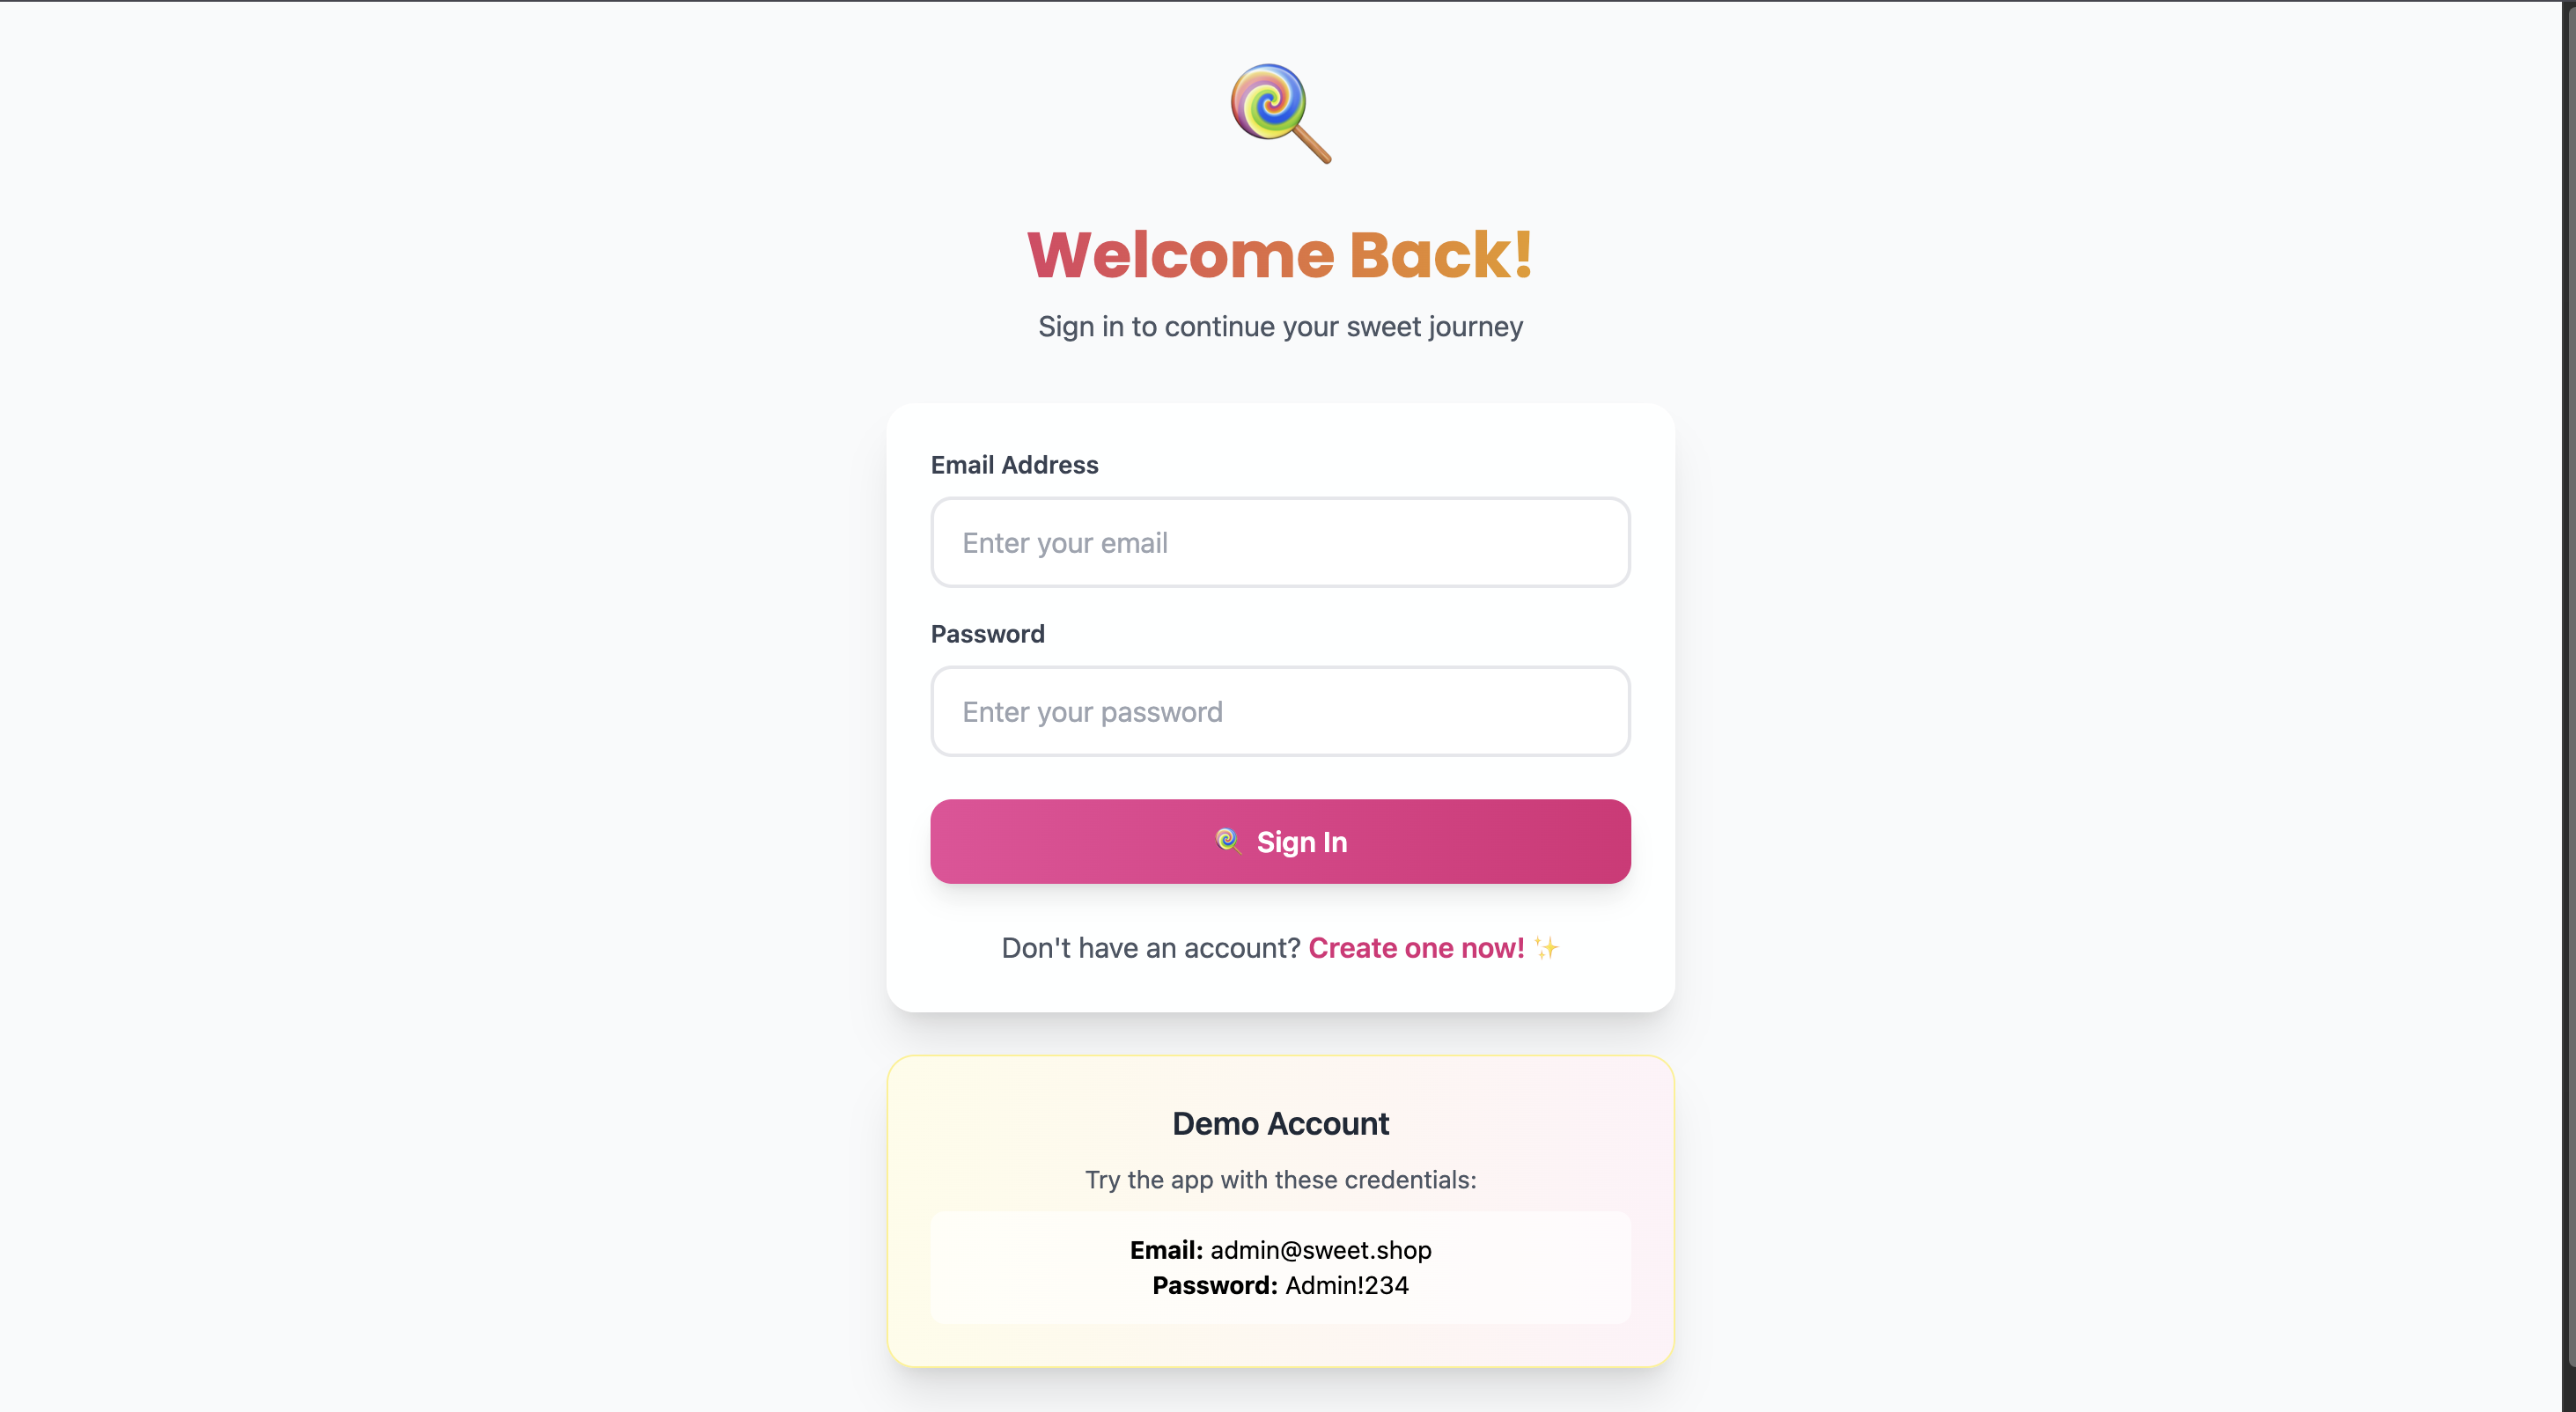 Welcome Back!
Sign in to continue your sweet journey
Email Address
Enter your email
Password
Enter your password
🍭 Sign In
Don't have an account? Create one now! ✨
Demo Account
Try the app with these credentials:
Email: admin@sweet.shop
Password: Admin!234